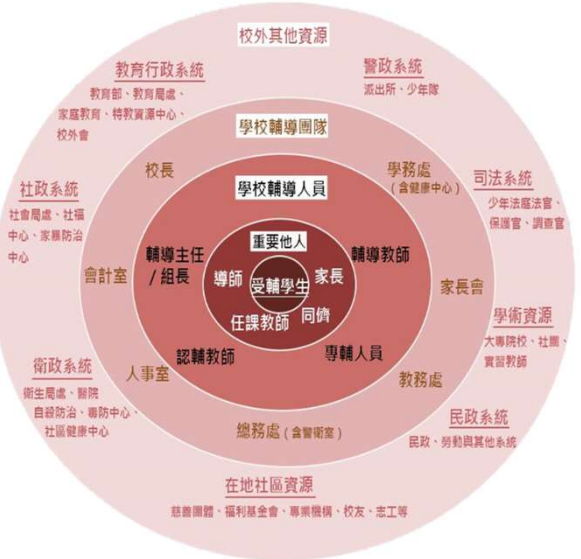 校外其他資源
教育行政系統
教育部、教育局處、
家庭教育、特教資源中心、
校外會
警政系統
派出所、少年隊
學校輔導團隊
校長
學務處
(含健康中心)
司法系統
少年法庭法官、
保護官、調查官
社政系統
社會局處、社福
中心、家暴防治
中心
學校輔導人員
重要他人
輔導主任
/ 組長
輔導教師
導師
受輔學生
家長
會計室
家長會
任課教師
同儕
學術資源
大專院校、社團、
實習教師
認輔教師
專輔人員
衛政系統
衛生局處、醫院
自殺防治、毒防中心、
社區健康中心
人事室
教務處
民政系統
民政、勞動與其他系統
總務處(含警衛室)
在地社區資源
慈善團體、福利基金會、專業機構、校友、志工等